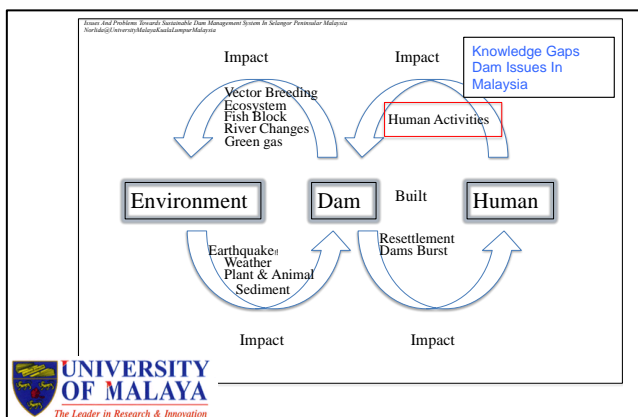 Issues And Problems Towards Sustainable Dam Management System In Selangor Peninsular Malaysia
Norlida@UniversityMalayaKualaLumpurMalaysia
Knowledge Gaps
Dam Issues In
Malaysia
Impact
Impact
Vector Breeding
Ecosystem
Fish Block
River Changes
Green gas
Human Activities
Environment
Dam
Built
Human
Earthquake
Weather
Plant & Animal
Sediment
Resettlement
Dams Burst
Impact
Impact
UNIVERSITY
OF MALAYA
The Leader in Research & Innovation